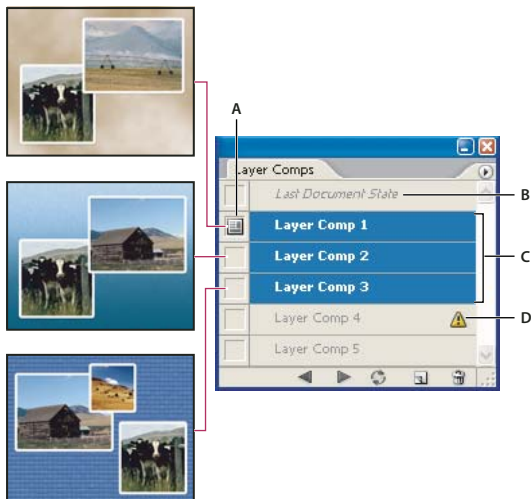 A
Layer Comps
Last Document State
B
Layer Comp 1
Layer Comp 2
C
Layer Comp 3
Layer Comp 4
D
Layer Comp 5